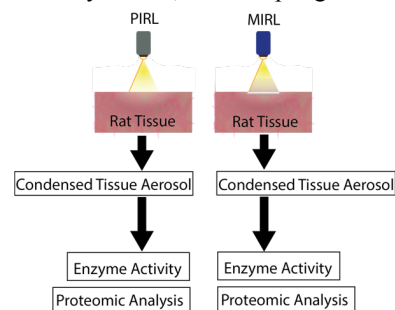 PIRL MIRL
Rat Tissue Rat Tissue
Condensed Tissue Aerosol Condensed Tissue Aerosol
Enzyme Activity Enzyme Activity
Proteomic Analysis Proteomic Analysis